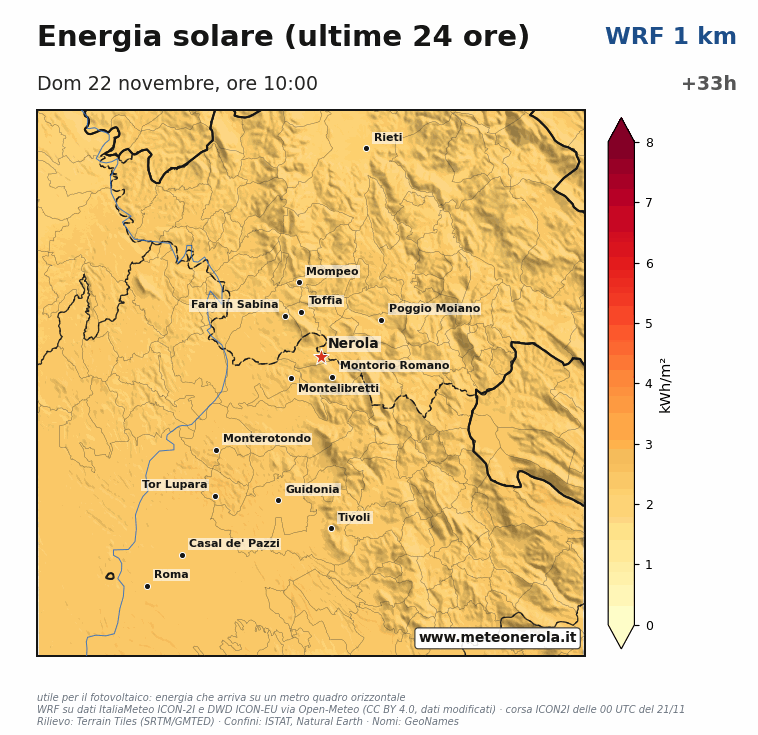 Energia solare (ultime 24 ore)
WRF 1 km
Dom 22 novembre, ore 10:00
+33h
Rieti
Mompeo
Toffia
Fara in Sabina
Poggio Moiano
Nerola
Montorio Romano
Montelibretti
Monterotondo
Tor Lupara
Guidonia
Tivoli
Casal de' Pazzi
Roma
www.meteonerola.it
8
7
6
5
4
3
2
1
0
kWh/m²
utile per il fotovoltaico: energia che arriva su un metro quadro orizzontale
WRF su dati ItaliaMeteo ICON-2I e DWD ICON-EU via Open-Meteo (CC BY 4.0, dati modificati) · corsa ICON2I delle 00 UTC del 21/11
Rilievo: Terrain Tiles (SRTM/GMTED) · Confini: ISTAT, Natural Earth · Nomi: GeoNames